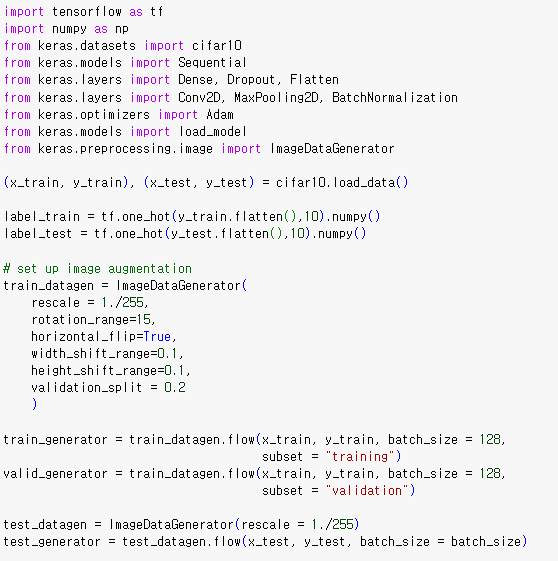 import tensorflow as tf
import numpy as np
from keras.datasets import cifar10
from keras.models import Sequential
from keras.layers import Dense, Dropout, Flatten
from keras.layers import Conv2D, MaxPooling2D, BatchNormalization
from keras.optimizers import Adam
from keras.models import load_model
from keras.preprocessing.image import ImageDataGenerator

(x_train, y_train), (x_test, y_test) = cifar10.load_data()

label_train = tf.one_hot(y_train.flatten(),10).numpy()
label_test = tf.one_hot(y_test.flatten(),10).numpy()

# set up image augmentation
train_datagen = ImageDataGenerator(
    rescale = 1./255,
    rotation_range=15,
    horizontal_flip=True,
    width_shift_range=0.1,
    height_shift_range=0.1,
    validation_split = 0.2
    )

train_generator = train_datagen.flow(x_train, y_train, batch_size = 128,
                                     subset = "training")
valid_generator = train_datagen.flow(x_train, y_train, batch_size = 128,
                                     subset = "validation")

test_datagen = ImageDataGenerator(rescale = 1./255)
test_generator = test_datagen.flow(x_test, y_test, batch_size = batch_size)